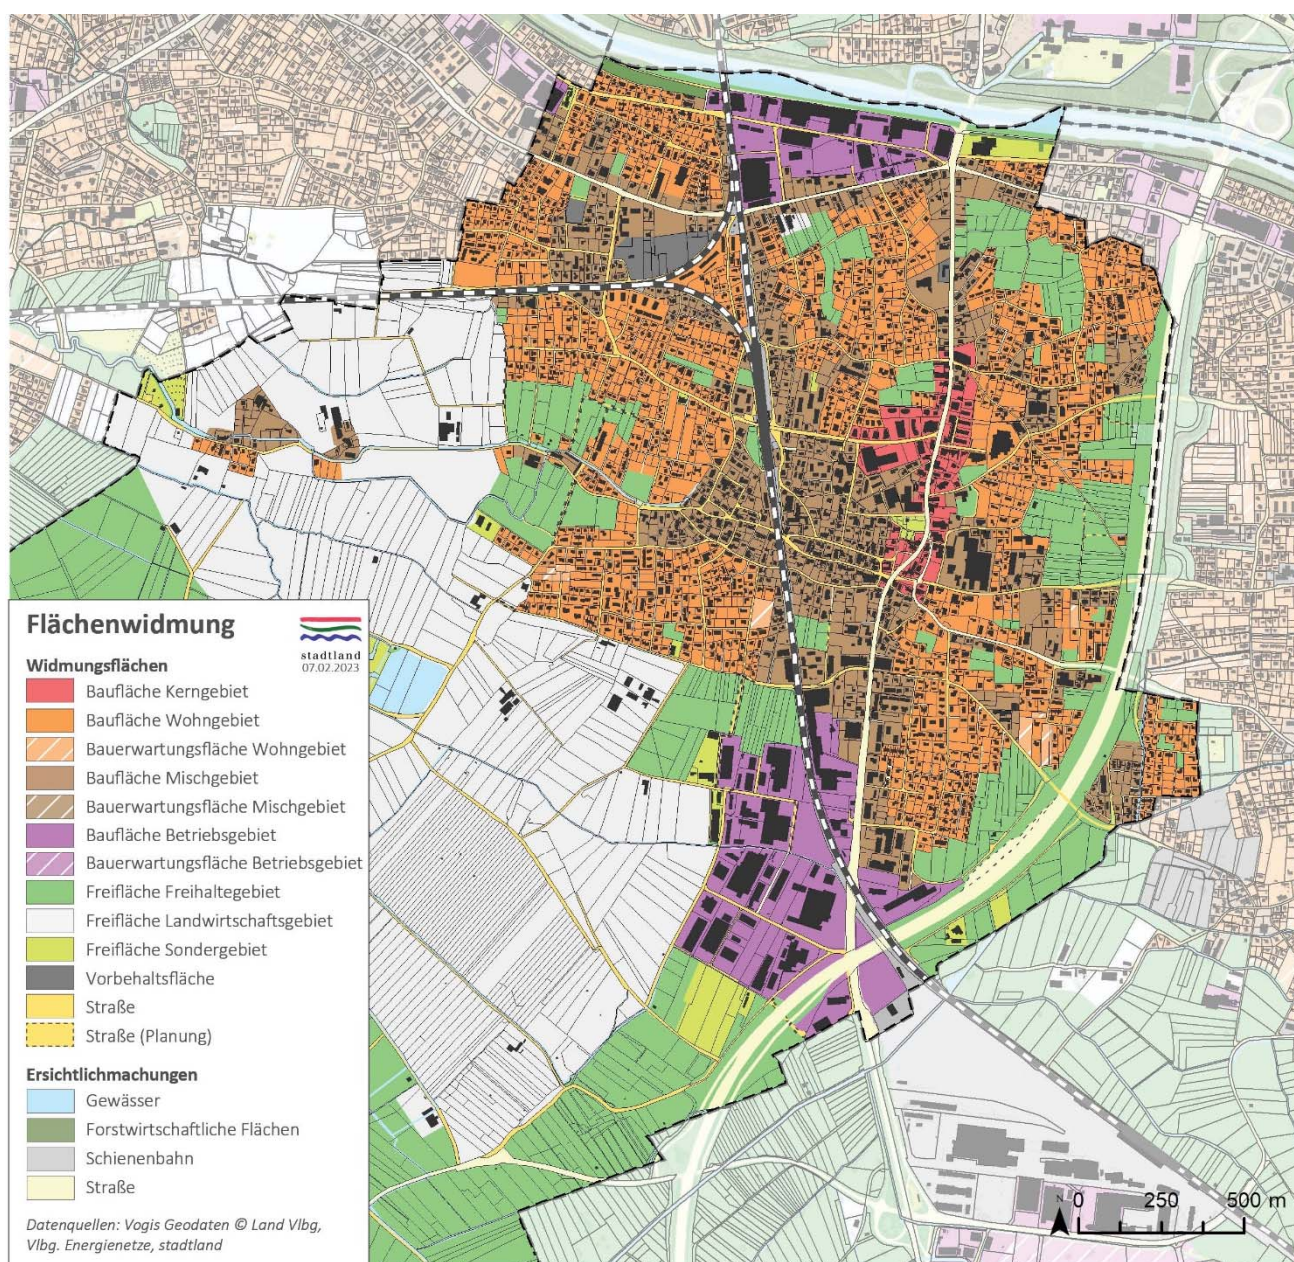 Flächenwidmung
stadtland
07.02.2023
Widmungsflächen
Baufläche Kerngebiet
Baufläche Wohngebiet
Bauerwartungsfläche Wohngebiet
Baufläche Mischgebiet
Bauerwartungsfläche Mischgebiet
Baufläche Betriebsgebiet
Bauerwartungsfläche Betriebsgebiet
Freifläche Freihaltegebiet
Freifläche Landwirtschaftsgebiet
Freifläche Sondergebiet
Vorbehaltsfläche
Straße
Straße (Planung)
Ersichtlichmachungen
Gewässer
Forstwirtschaftliche Flächen
Schienenbahn
Straße
Datenquellen: Vogis Geodaten © Land Vlbg,
Vlbg. Energienetze, stadtland
N 0 250 500 m